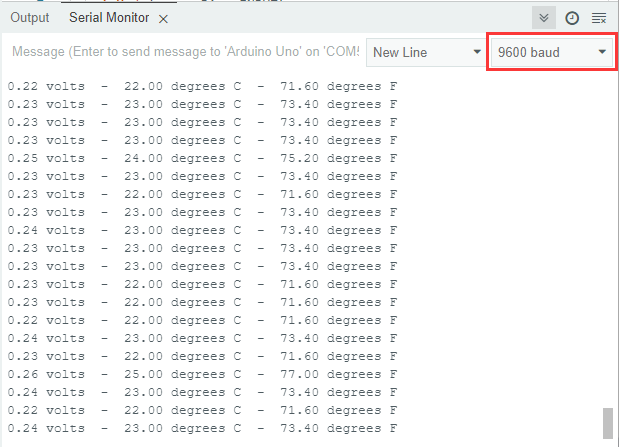 Output Serial Monitor
Message (Enter to send message to 'Arduino Uno' on 'COM5 New Line 9600 baud
0.22 volts - 22.00 degrees C - 71.60 degrees F
0.23 volts - 23.00 degrees C - 73.40 degrees F
0.23 volts - 23.00 degrees C - 73.40 degrees F
0.23 volts - 23.00 degrees C - 73.40 degrees F
0.25 volts - 24.00 degrees C - 75.20 degrees F
0.23 volts - 23.00 degrees C - 73.40 degrees F
0.23 volts - 22.00 degrees C - 71.60 degrees F
0.23 volts - 23.00 degrees C - 73.40 degrees F
0.24 volts - 23.00 degrees C - 73.40 degrees F
0.23 volts - 23.00 degrees C - 73.40 degrees F
0.23 volts - 23.00 degrees C - 73.40 degrees F
0.23 volts - 22.00 degrees C - 71.60 degrees F
0.23 volts - 22.00 degrees C - 71.60 degrees F
0.22 volts - 22.00 degrees C - 71.60 degrees F
0.24 volts - 23.00 degrees C - 73.40 degrees F
0.23 volts - 22.00 degrees C - 71.60 degrees F
0.26 volts - 25.00 degrees C - 77.00 degrees F
0.24 volts - 23.00 degrees C - 73.40 degrees F
0.22 volts - 22.00 degrees C - 71.60 degrees F
0.24 volts - 23.00 degrees C - 73.40 degrees F